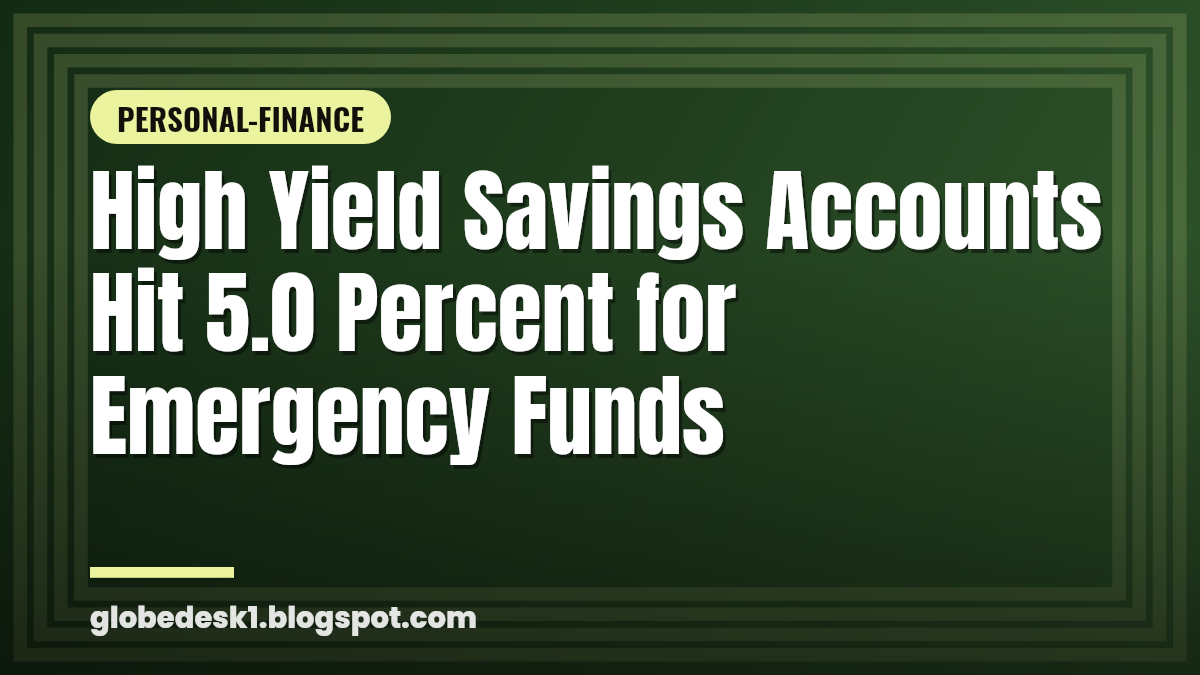 PERSONAL-FINANCE
High Yield Savings Accounts
Hit 5.0 Percent for
Emergency Funds
globedesk1.blogspot.com